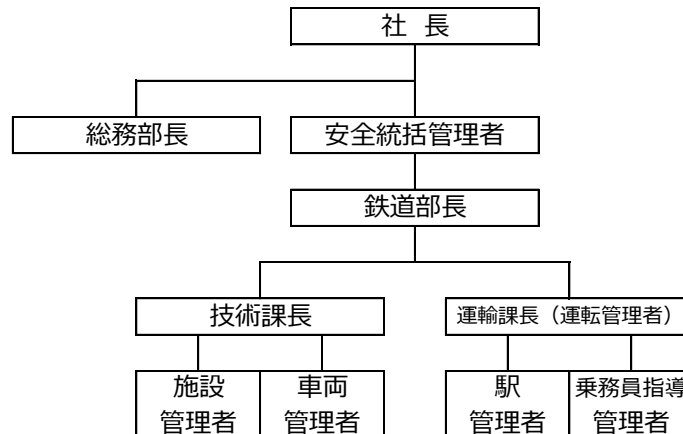 社 長
総務部長
安全統括管理者
鉄道部長
技術課長
運輸課長（運転管理者）
施設
管理者
車両
管理者
駅
管理者
乗務員指導
管理者